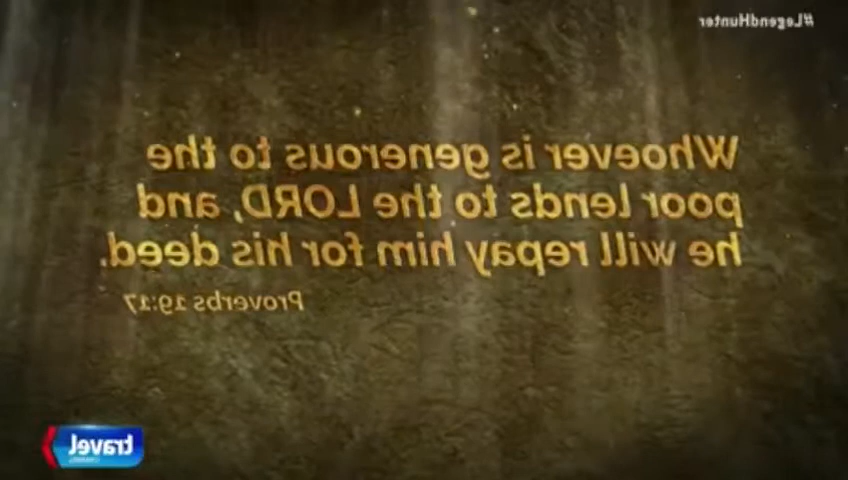 #LegendHunter
Whoever is generous to the
poor lends to the LORD, and
he will repay him for his deed.
Proverbs 19:17
travel